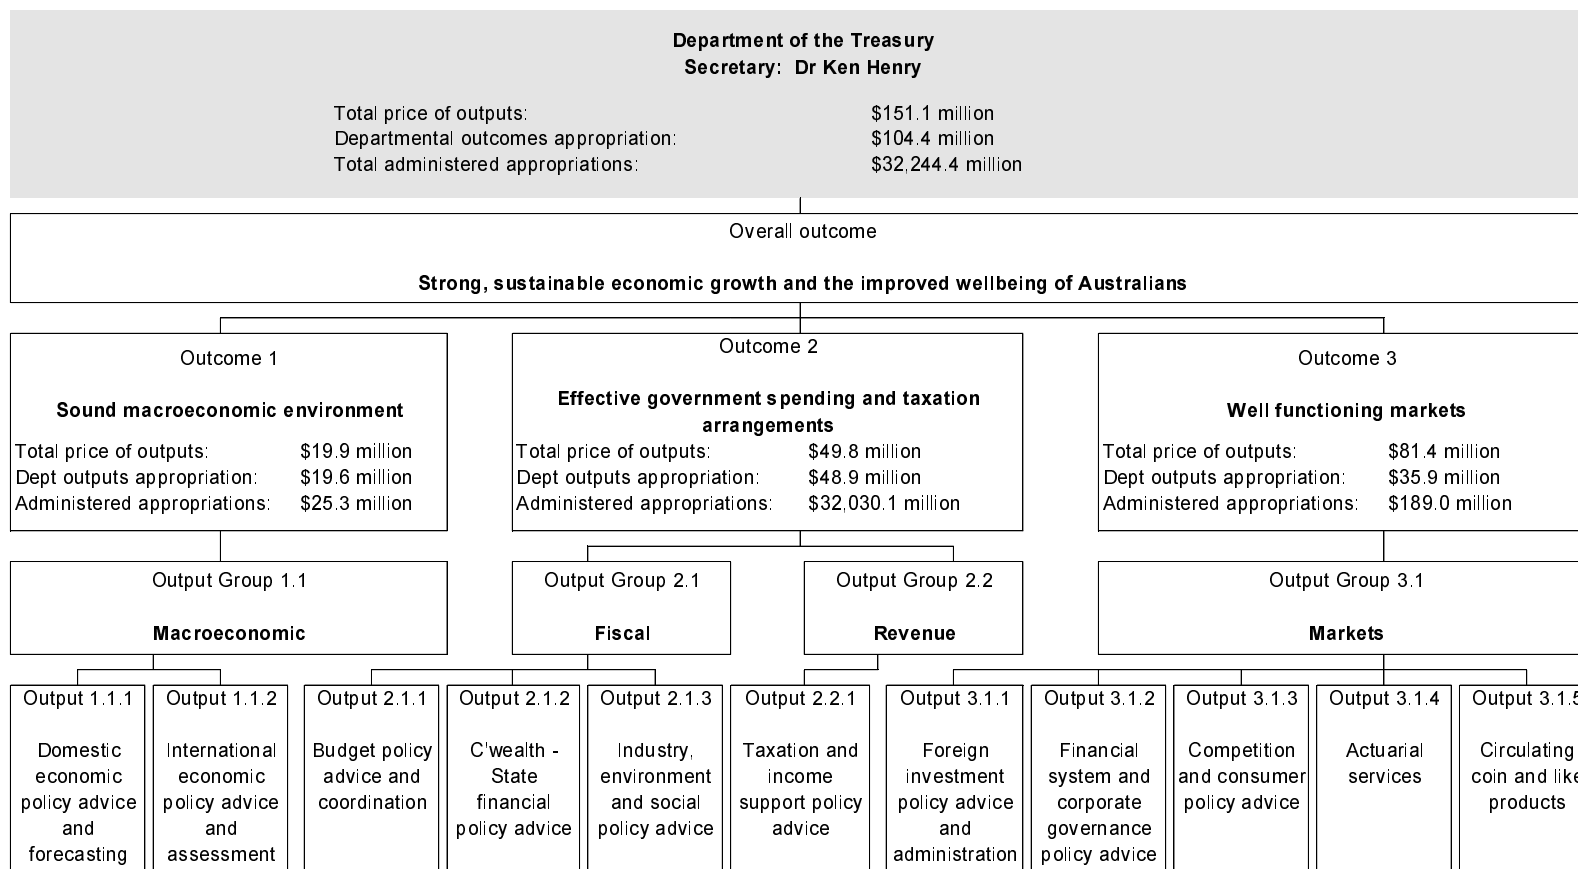 Department of the Treasury
Secretary: Dr Ken Henry
Total price of outputs: $151.1 million
Departmental outcomes appropriation: $104.4 million
Total administered appropriations: $32,244.4 million
Overall outcome
Strong, sustainable economic growth and the improved wellbeing of Australians
Outcome 1
Sound macroeconomic environment
Total price of outputs: $19.9 million
Dept outputs appropriation: $19.6 million
Administered appropriations: $25.3 million
Outcome 2
Effective government spending and taxation
arrangements
Total price of outputs: $49.8 million
Dept outputs appropriation: $48.9 million
Administered appropriations: $32,030.1 million
Outcome 3
Well functioning markets
Total price of outputs: $81.4 million
Dept outputs appropriation: $35.9 million
Administered appropriations: $189.0 million
Output Group 1.1
Macroeconomic
Output Group 2.1
Fiscal
Output Group 2.2
Revenue
Output Group 3.1
Markets
Output 1.1.1
Domestic
economic
policy advice
and
forecasting
Output 1.1.2
International
economic
policy advice
and
assessment
Output 2.1.1
Budget policy
advice and
coordination
Output 2.1.2
C'wealth -
State
financial
policy advice
Output 2.1.3
Industry,
environment
and social
policy advice
Output 2.2.1
Taxation and
income
support policy
advice
Output 3.1.1
Foreign
investment
policy advice
and
administration
Output 3.1.2
Financial
system and
corporate
governance
policy advice
Output 3.1.3
Competition
and consumer
policy advice
Output 3.1.4
Actuarial
services
Output 3.1.5
Circulating
coin and like
products